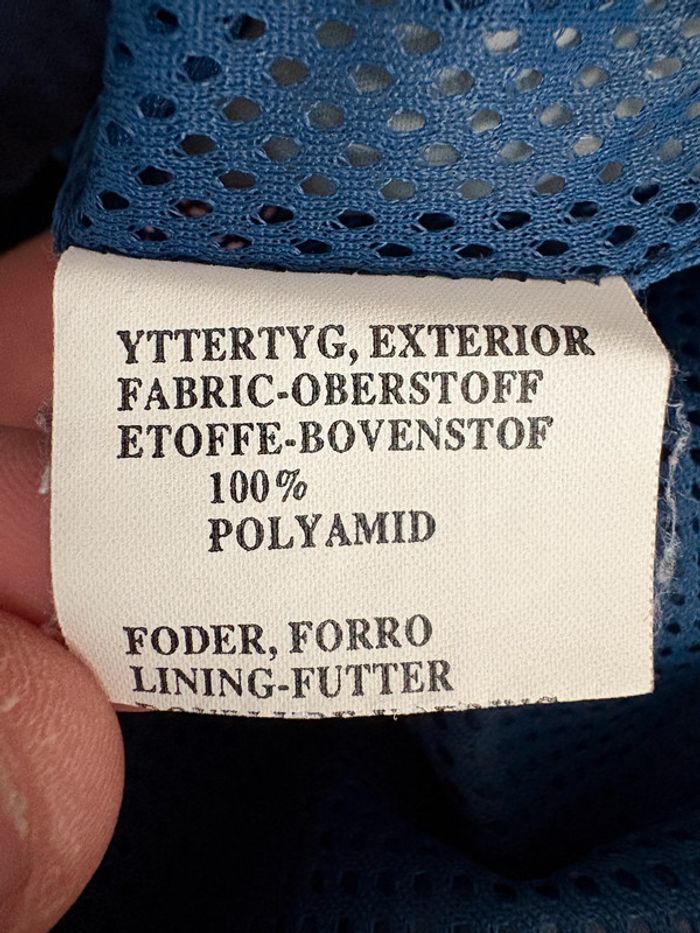 YTTERTYG, EXTERIOR
FABRIC-OBERSTOFF
ETOFFE-BOVENSTOF
100%
POLYAMID
FODER, FORRO
LINING-FUTTER